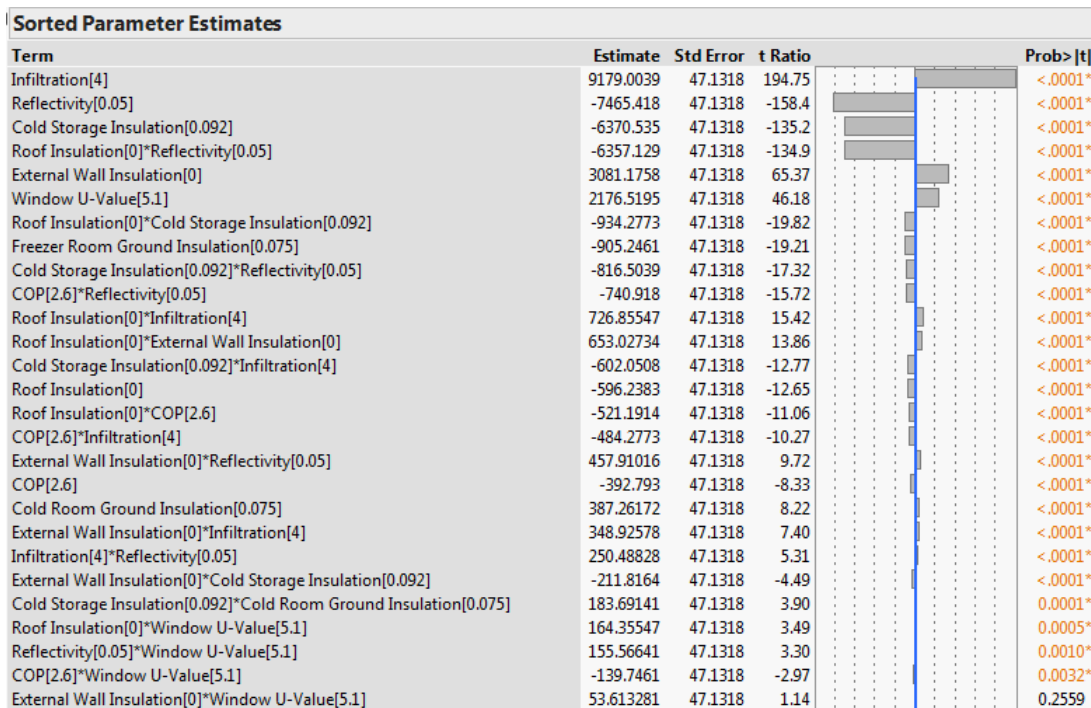 Sorted Parameter Estimates
Term Estimate Std Error t Ratio Prob>|t|
Infiltration[4] 9179.0039 47.1318 194.75 <.0001*
Reflectivity[0.05] -7465.418 47.1318 -158.4 <.0001*
Cold Storage Insulation[0.092] -6370.535 47.1318 -135.2 <.0001*
Roof Insulation[0]*Reflectivity[0.05] -6357.129 47.1318 -134.9 <.0001*
External Wall Insulation[0] 3081.1758 47.1318 65.37 <.0001*
Window U-Value[5.1] 2176.5195 47.1318 46.18 <.0001*
Roof Insulation[0]*Cold Storage Insulation[0.092] -934.2773 47.1318 -19.82 <.0001*
Freezer Room Ground Insulation[0.075] -905.2461 47.1318 -19.21 <.0001*
Cold Storage Insulation[0.092]*Reflectivity[0.05] -816.5039 47.1318 -17.32 <.0001*
COP[2.6]*Reflectivity[0.05] -740.918 47.1318 -15.72 <.0001*
Roof Insulation[0]*Infiltration[4] 726.85547 47.1318 15.42 <.0001*
Roof Insulation[0]*External Wall Insulation[0] 653.02734 47.1318 13.86 <.0001*
Cold Storage Insulation[0.092]*Infiltration[4] -602.0508 47.1318 -12.77 <.0001*
Roof Insulation[0] -596.2383 47.1318 -12.65 <.0001*
Roof Insulation[0]*COP[2.6] -521.1914 47.1318 -11.06 <.0001*
COP[2.6]*Infiltration[4] -484.2773 47.1318 -10.27 <.0001*
External Wall Insulation[0]*Reflectivity[0.05] 457.91016 47.1318 9.72 <.0001*
COP[2.6] -392.793 47.1318 -8.33 <.0001*
Cold Room Ground Insulation[0.075] 387.26172 47.1318 8.22 <.0001*
External Wall Insulation[0]*Infiltration[4] 348.92578 47.1318 7.40 <.0001*
Infiltration[4]*Reflectivity[0.05] 250.48828 47.1318 5.31 <.0001*
External Wall Insulation[0]*Cold Storage Insulation[0.092] -211.8164 47.1318 -4.49 <.0001*
Cold Storage Insulation[0.092]*Cold Room Ground Insulation[0.075] 183.69141 47.1318 3.90 0.0001*
Roof Insulation[0]*Window U-Value[5.1] 164.35547 47.1318 3.49 0.0005*
Reflectivity[0.05]*Window U-Value[5.1] 155.56641 47.1318 3.30 0.0010*
COP[2.6]*Window U-Value[5.1] -139.7461 47.1318 -2.97 0.0032*
External Wall Insulation[0]*Window U-Value[5.1] 53.613281 47.1318 1.14 0.2559